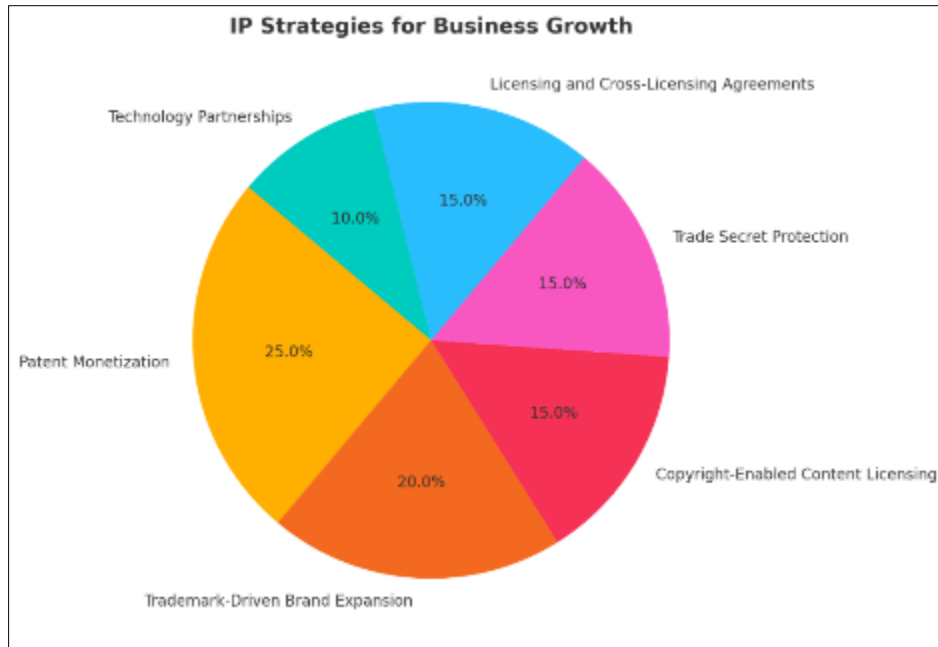 IP Strategies for Business Growth
Licensing and Cross-Licensing Agreements
Technology Partnerships
15.0%
10.0%
Trade Secret Protection
15.0%
25.0%
Patent Monetization
15.0%
Copyright-Enabled Content Licensing
20.0%
Trademark-Driven Brand Expansion